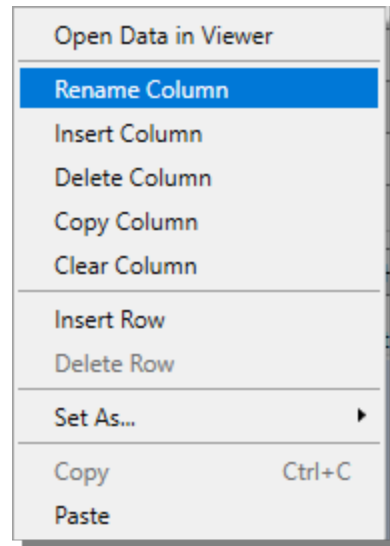 Open Data in Viewer
Rename Column
Insert Column
Delete Column
Copy Column
Clear Column
Insert Row
Delete Row
Set As...
Copy Ctrl+C
Paste